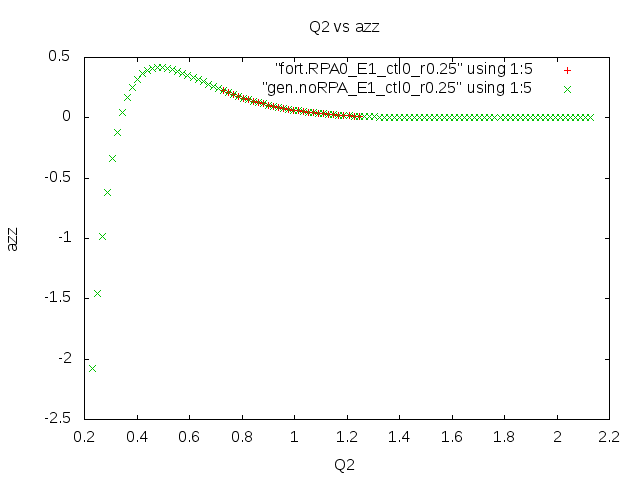 Q2 vs azz
"fort.RPA0_E1_ctl0_r0.25" using 1:5
"gen.noRPA_E1_ctl0_r0.25" using 1:5
0.5
0
-0.5
-1
-1.5
-2
-2.5
azz
0.2 0.4 0.6 0.8 1 1.2 1.4 1.6 1.8 2 2.2
Q2